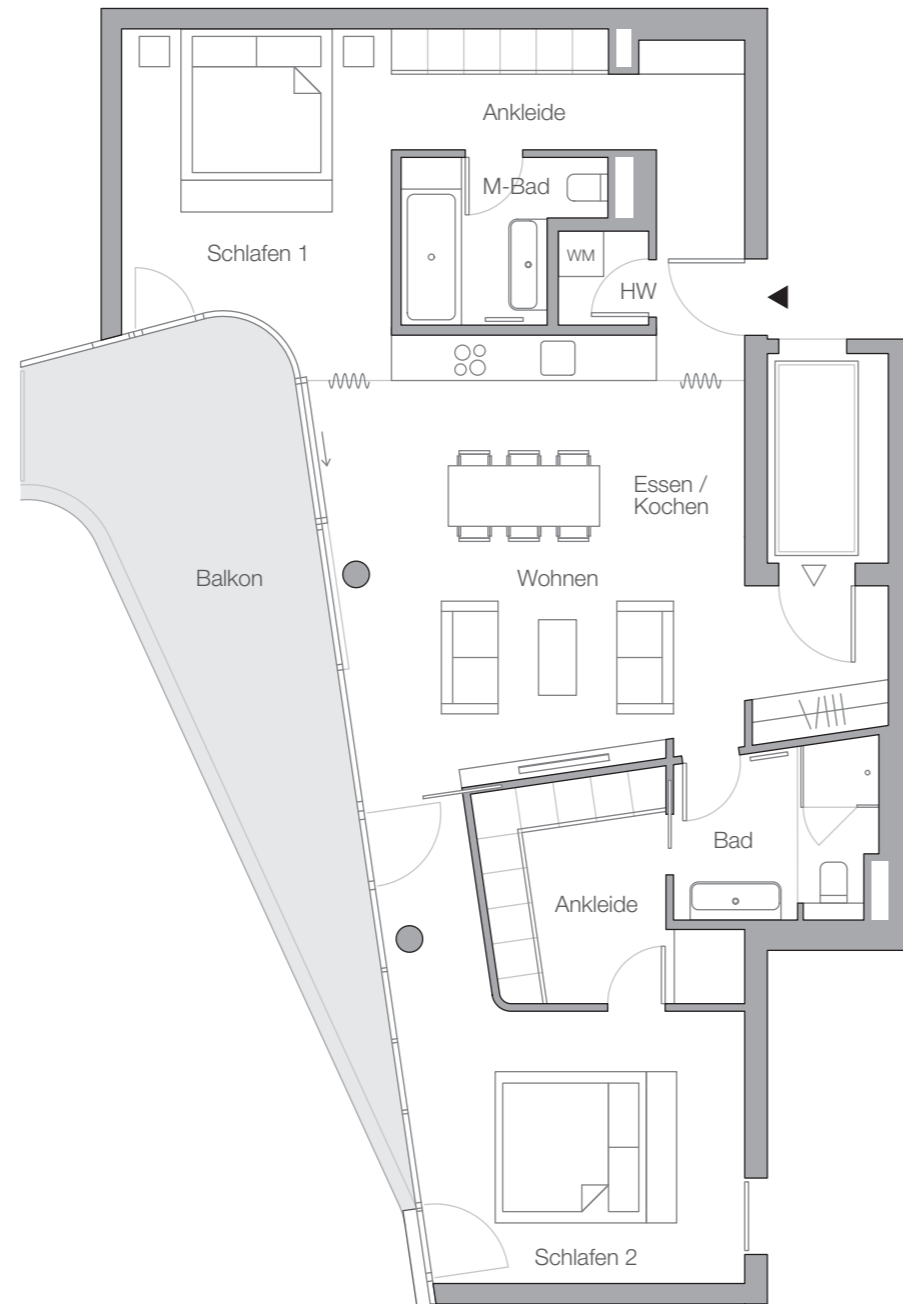 Ankleide
M-Bad
Schlafen 1
WM
HW
Essen /
Kochen
Balkon
Wohnen
Bad
Ankleide
Schlafen 2